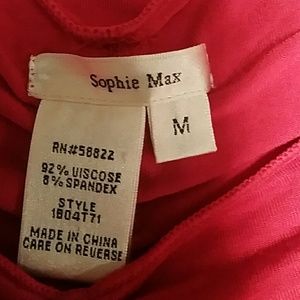 Sophie Max
M
RN#58822
92% VISCOSE
8% SPANDEX
STYLE
1B04T71
MADE IN CHINA
CARE ON REVERSE